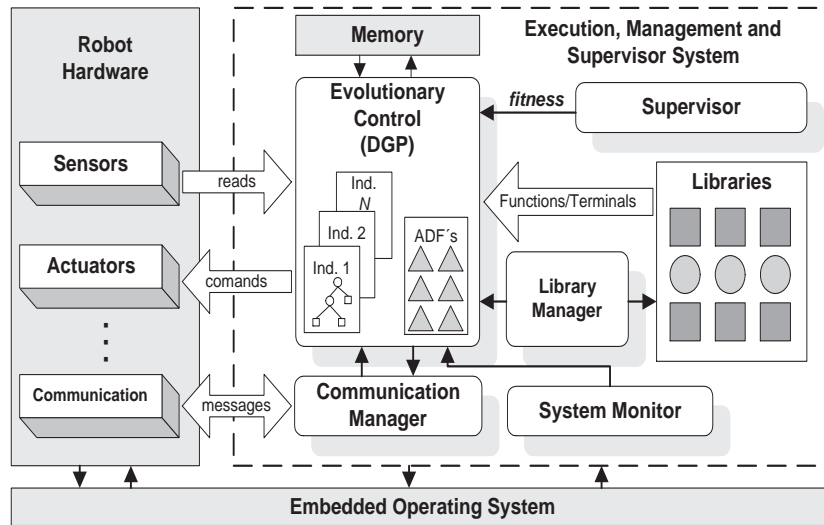 Robot
Hardware
Sensors
Actuators
Communication
reads
comands
messages
Memory
Execution, Management and
Supervisor System
Evolutionary
Control
(DGP)
Ind.
N
Ind. 2
Ind. 1
ADF´s
fitness
Supervisor
Functions/Terminals
Libraries
Library
Manager
Communication
Manager
System Monitor
Embedded Operating System